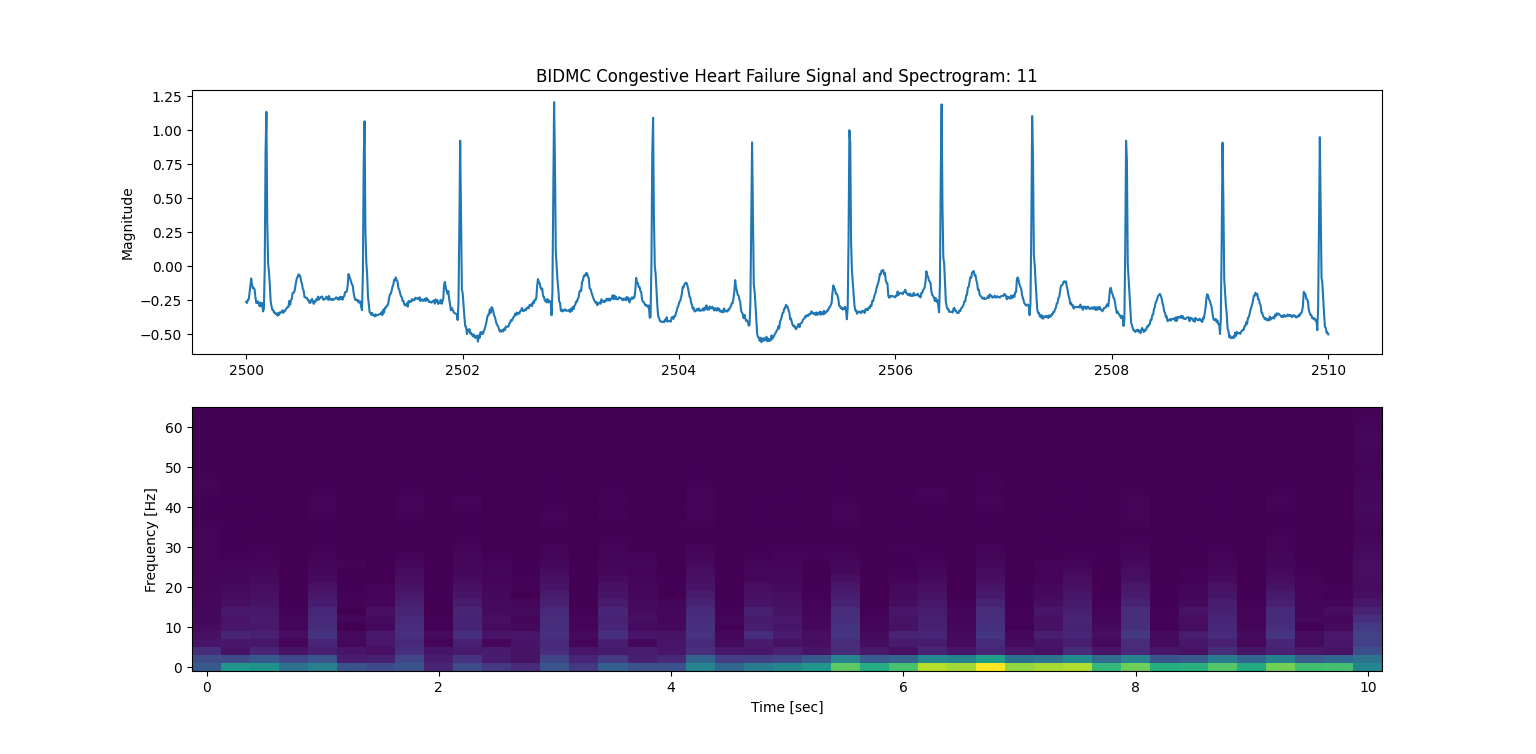 BIDMC Congestive Heart Failure Signal and Spectrogram: 11
1.25
1.00
0.75
0.50
0.25
0.00
−0.25
−0.50
Magnitude
2500 2502 2504 2506 2508 2510
60
50
40
30
20
10
0
Frequency [Hz]
0 2 4 6 8 10
Time [sec]